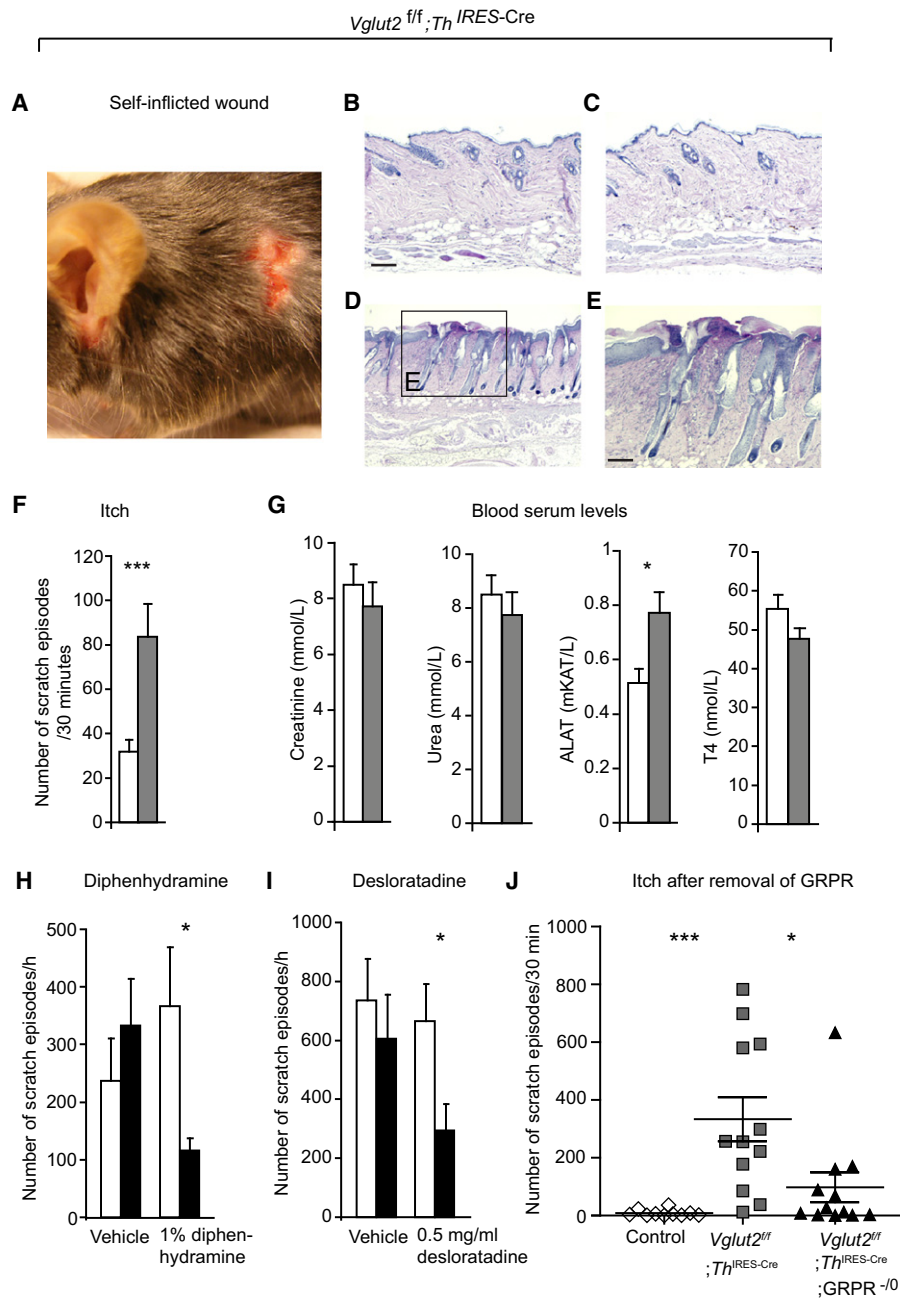 Vglut2 f/f ;Th IRES-Cre
A
Self-inflicted wound
B
C
D
E
E
F
Itch
Number of scratch episodes
/30 minutes
120
100
80
60
40
20
0
***
G
Blood serum levels
Creatinine (mmol/L)
10
8
6
4
2
0
Urea (mmol/L)
10
8
6
4
2
0
ALAT (mKAT/L)
1
0.8
0.6
0.4
0.2
0
*
T4 (nmol/L)
70
60
50
40
30
20
10
0
H
Diphenhydramine
Number of scratch episodes/h
500
400
300
200
100
0
*
Vehicle
1% diphen-
hydramine
I
Desloratadine
Number of scratch episodes/h
1000
800
600
400
200
0
*
Vehicle
0.5 mg/ml
desloratadine
J
Itch after removal of GRPR
Number of scratch episodes/30 min
1000
800
600
400
200
0
***
*
Control
Vglut2f/f
;ThIRES-Cre
Vglut2f/f
;ThIRES-Cre
;GRPR -/0